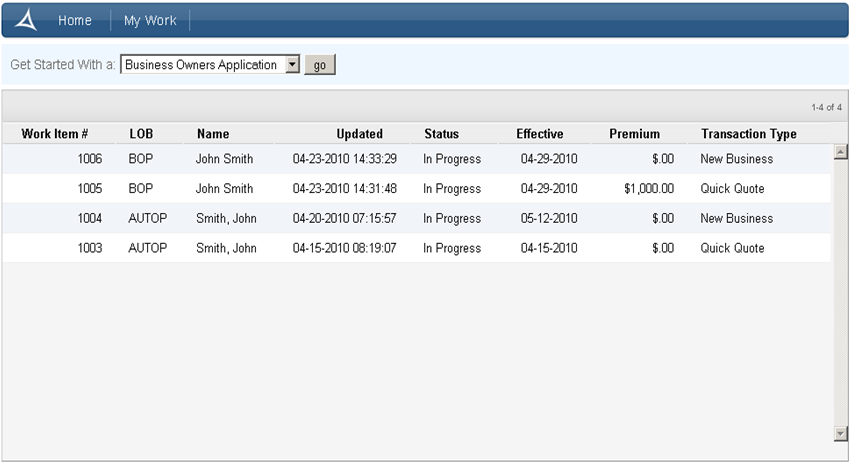 Home My Work
Get Started With a: Business Owners Application go
1-4 of 4
Work Item # LOB Name Updated Status Effective Premium Transaction Type
1006 BOP John Smith 04-23-2010 14:33:29 In Progress 04-29-2010 $.00 New Business
1005 BOP John Smith 04-23-2010 14:31:48 In Progress 04-29-2010 $1,000.00 Quick Quote
1004 AUTOP Smith, John 04-20-2010 07:15:57 In Progress 05-12-2010 $.00 New Business
1003 AUTOP Smith, John 04-15-2010 08:19:07 In Progress 04-15-2010 $.00 Quick Quote